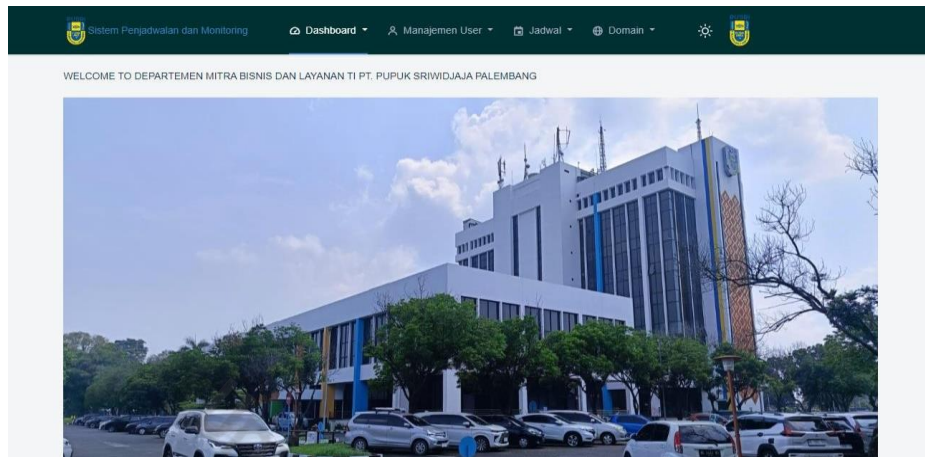 Sistem Penjadwalan dan Monitoring Dashboard Manajemen User Jadwal Domain
WELCOME TO DEPARTEMEN MITRA BISNIS DAN LAYANAN TI PT. PUPUK SRIWIDJAJA PALEMBANG